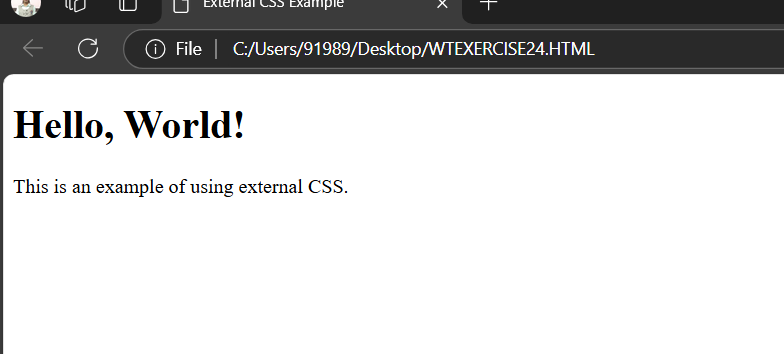 External CSS Example
File
C:/Users/91989/Desktop/WTEXERCISE24.HTML
Hello, World!
This is an example of using external CSS.